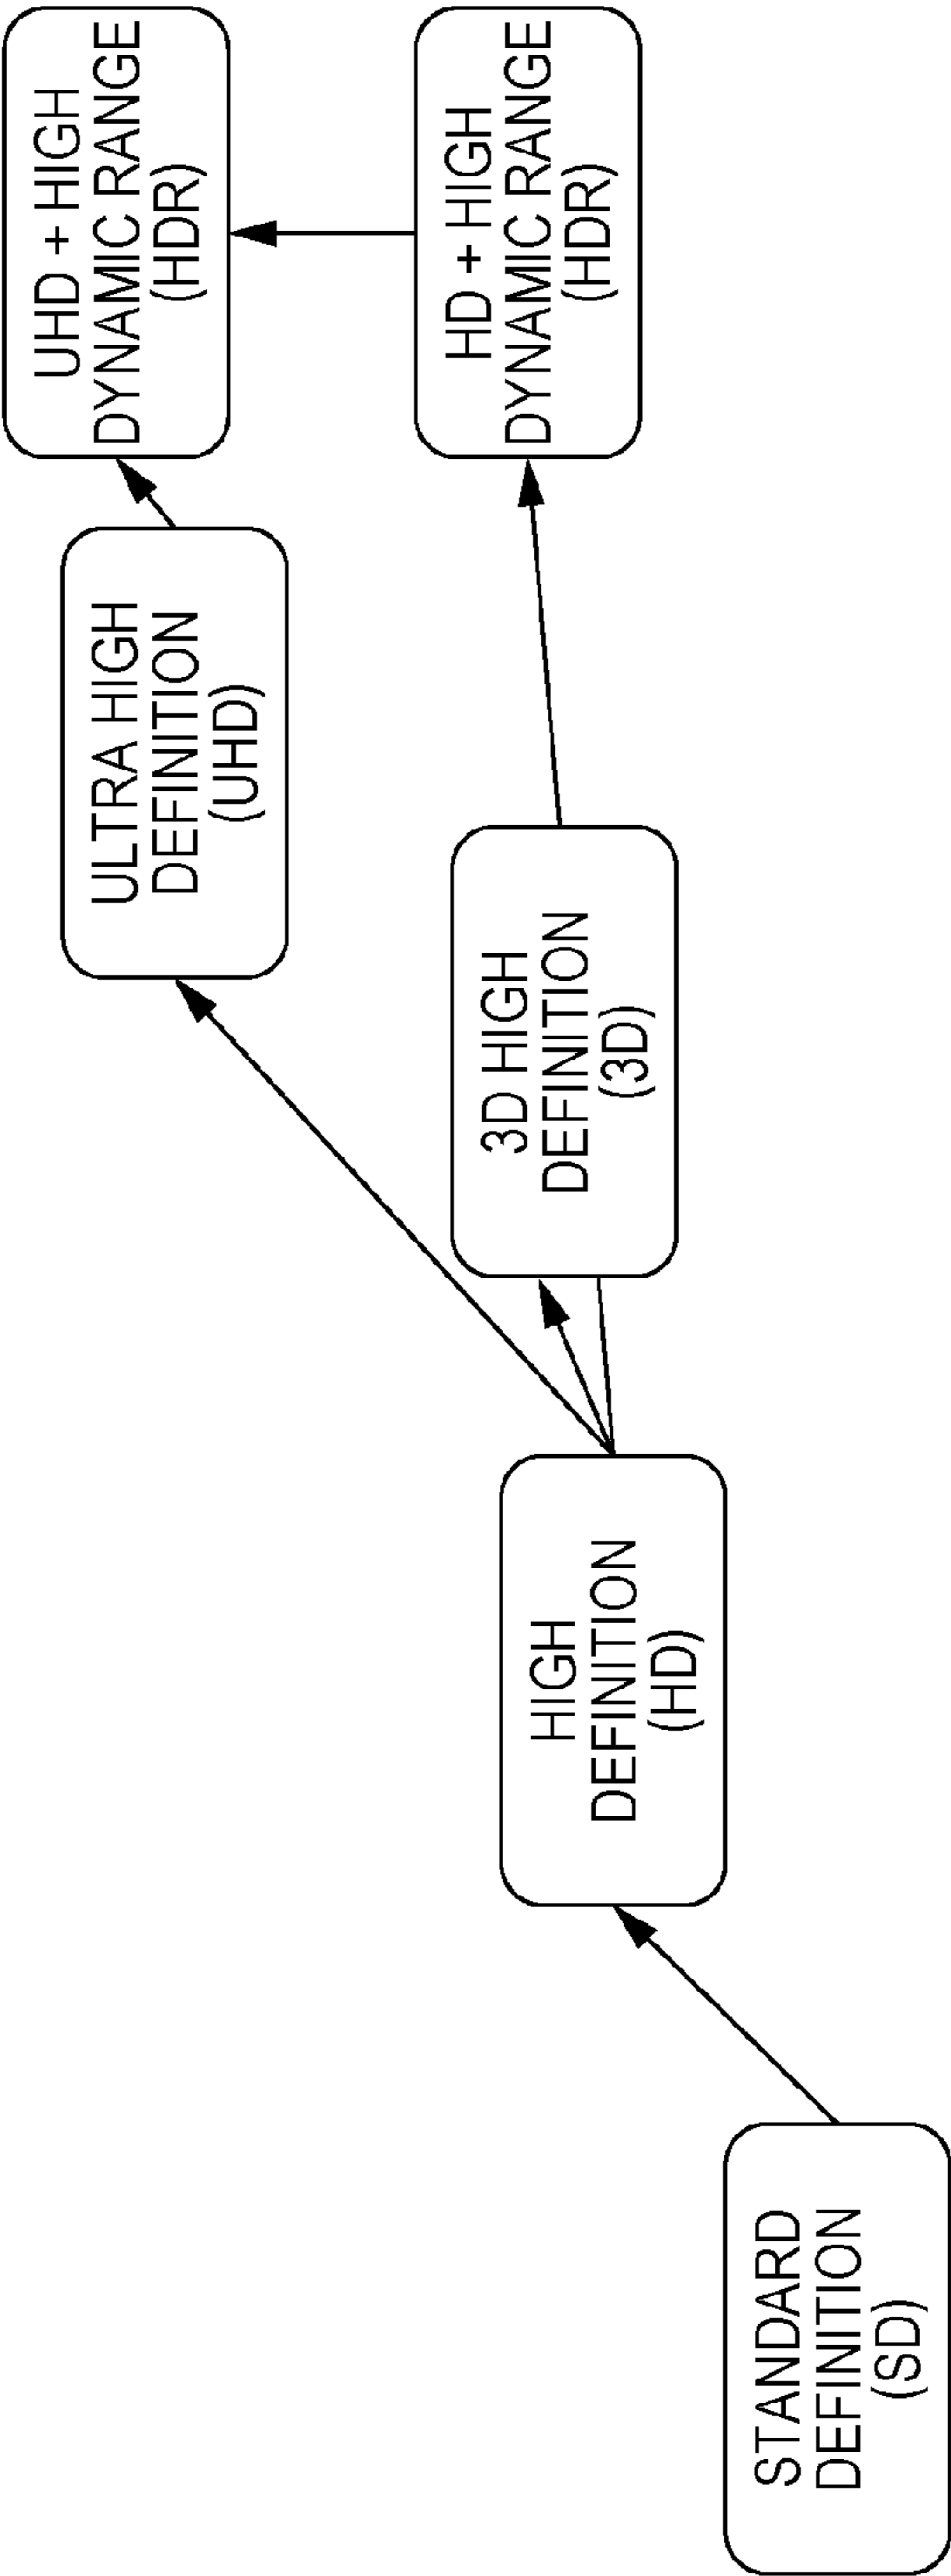 STANDARD
DEFINITION
(SD)
HIGH
DEFINITION
(HD)
3D HIGH
DEFINITION
(3D)
ULTRA HIGH
DEFINITION
(UHD)
UHD + HIGH
DYNAMIC RANGE
(HDR)
HD + HIGH
DYNAMIC RANGE
(HDR)